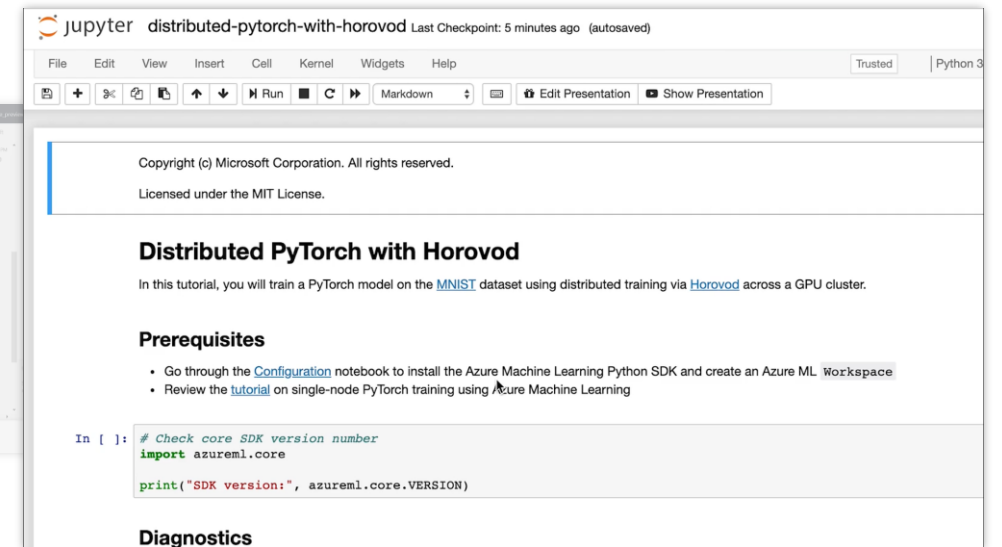 jupyter distributed-pytorch-with-horovod Last Checkpoint: 5 minutes ago (autosaved)
File Edit View Insert Cell Kernel Widgets Help Trusted Python 3
Run Markdown Edit Presentation Show Presentation
Copyright (c) Microsoft Corporation. All rights reserved.
Licensed under the MIT License.
Distributed PyTorch with Horovod
In this tutorial, you will train a PyTorch model on the MNIST dataset using distributed training via Horovod across a GPU cluster.
Prerequisites
• Go through the Configuration notebook to install the Azure Machine Learning Python SDK and create an Azure ML Workspace
• Review the tutorial on single-node PyTorch training using Azure Machine Learning
In [ ]: # Check core SDK version number
import azureml.core
print("SDK version:", azureml.core.VERSION)
Diagnostics